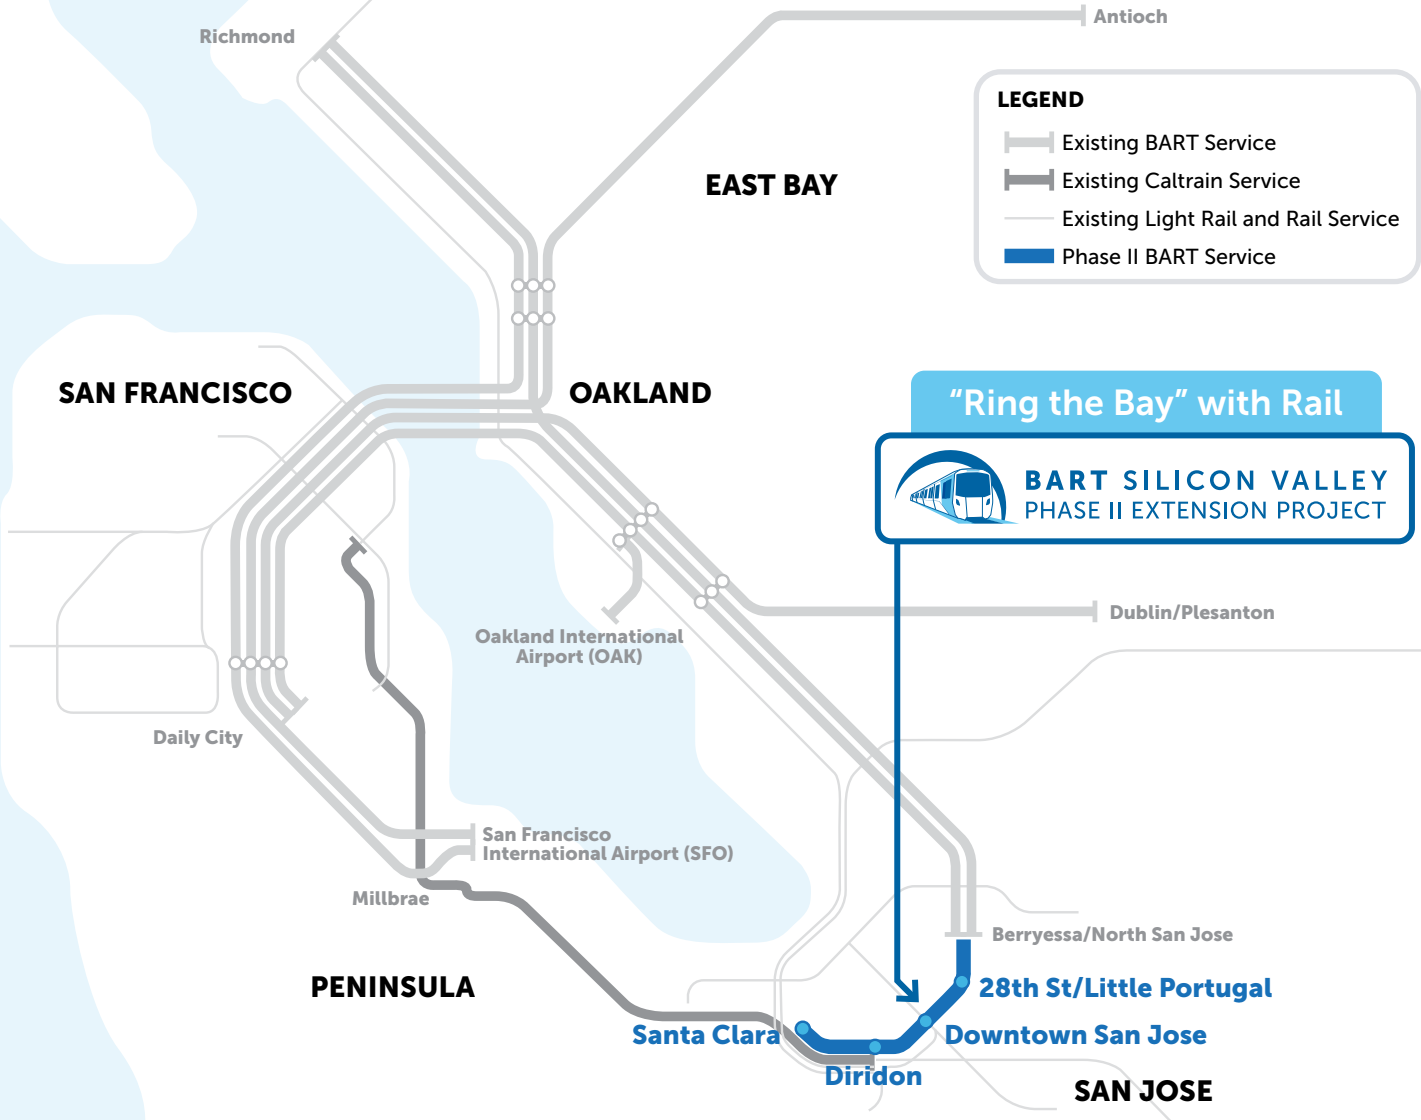 Richmond
Antioch
LEGEND
Existing BART Service
Existing Caltrain Service
Existing Light Rail and Rail Service
Phase II BART Service
EAST BAY
SAN FRANCISCO
OAKLAND
“Ring the Bay” with Rail
BART SILICON VALLEY
PHASE II EXTENSION PROJECT
Oakland International
Airport (OAK)
Dublin/Plesanton
Daily City
San Francisco
International Airport (SFO)
Millbrae
Berryessa/North San Jose
PENINSULA
28th St/Little Portugal
Santa Clara
Downtown San Jose
Diridon
SAN JOSE